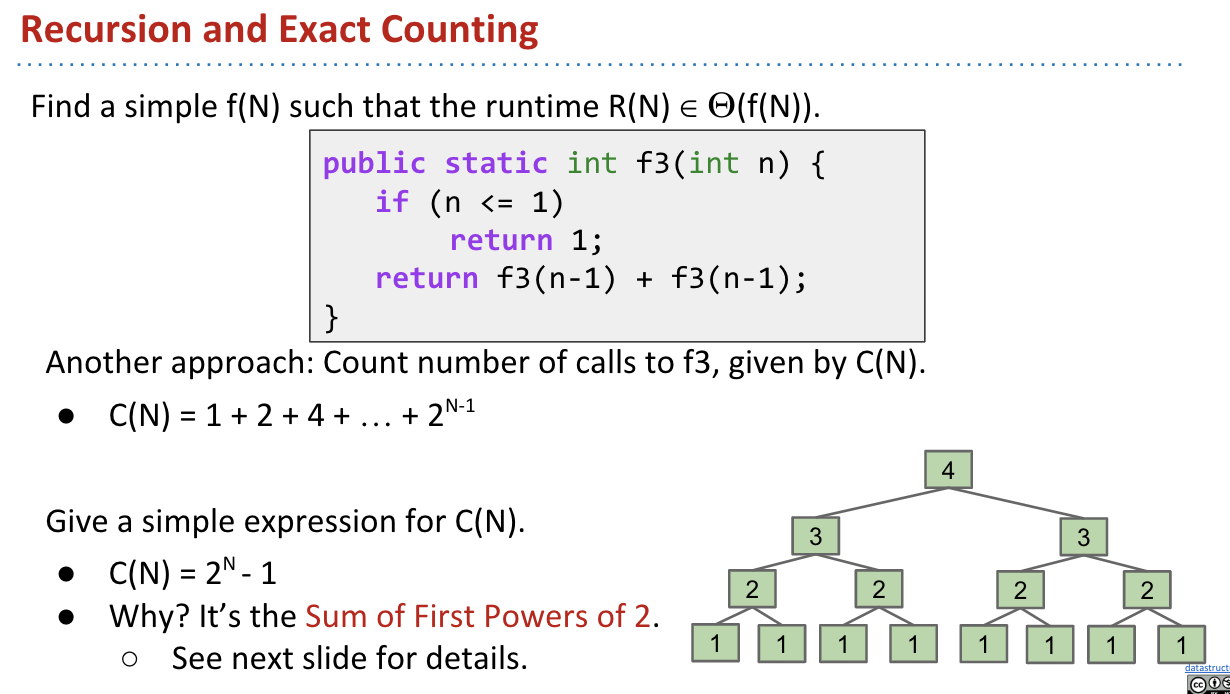 Recursion and Exact Counting
Find a simple f(N) such that the runtime R(N) ∈ Θ(f(N)).
public static int f3(int n) {
if (n <= 1)
return 1;
return f3(n-1) + f3(n-1);
}
Another approach: Count number of calls to f3, given by C(N).
● C(N) = 1 + 2 + 4 + … + 2^N-1
Give a simple expression for C(N).
● C(N) = 2^N - 1
● Why? It’s the Sum of First Powers of 2.
○ See next slide for details.
4
3 3
2 2 2 2
1 1 1 1 1 1 1 1
datastruct
cc